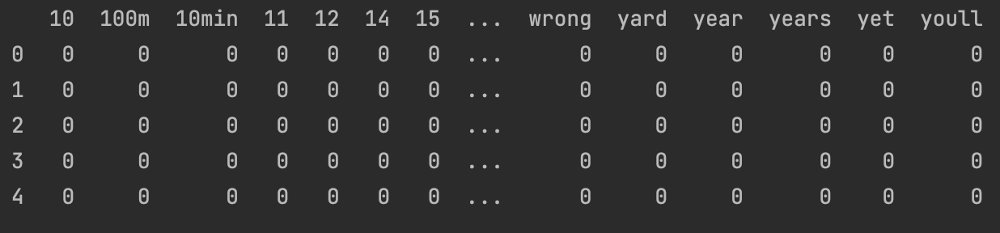 10 100m 10min 11 12 14 15 ... wrong yard year years yet youll
0 0 0 0 0 0 0 0 ... 0 0 0 0 0 0
1 0 0 0 0 0 0 0 ... 0 0 0 0 0 0
2 0 0 0 0 0 0 0 ... 0 0 0 0 0 0
3 0 0 0 0 0 0 0 ... 0 0 0 0 0 0
4 0 0 0 0 0 0 0 ... 0 0 0 0 0 0